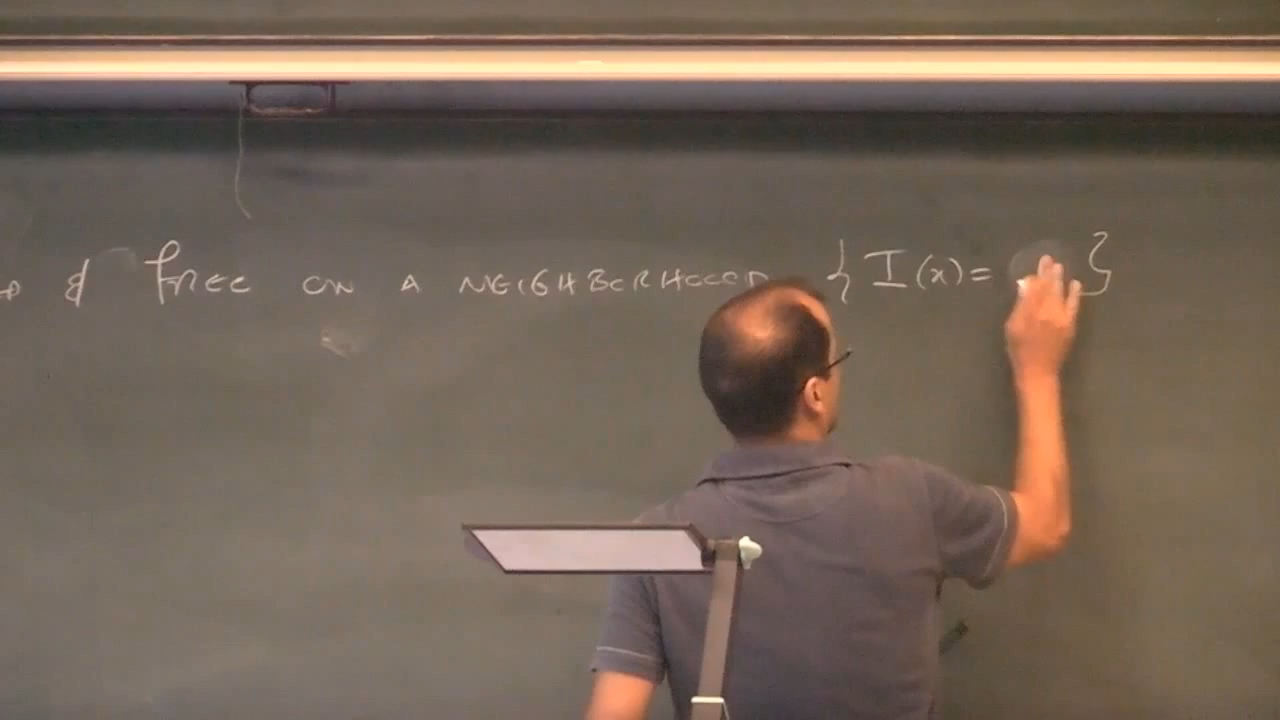 & free ON A NEIGHBORHOOD { I(x) = }